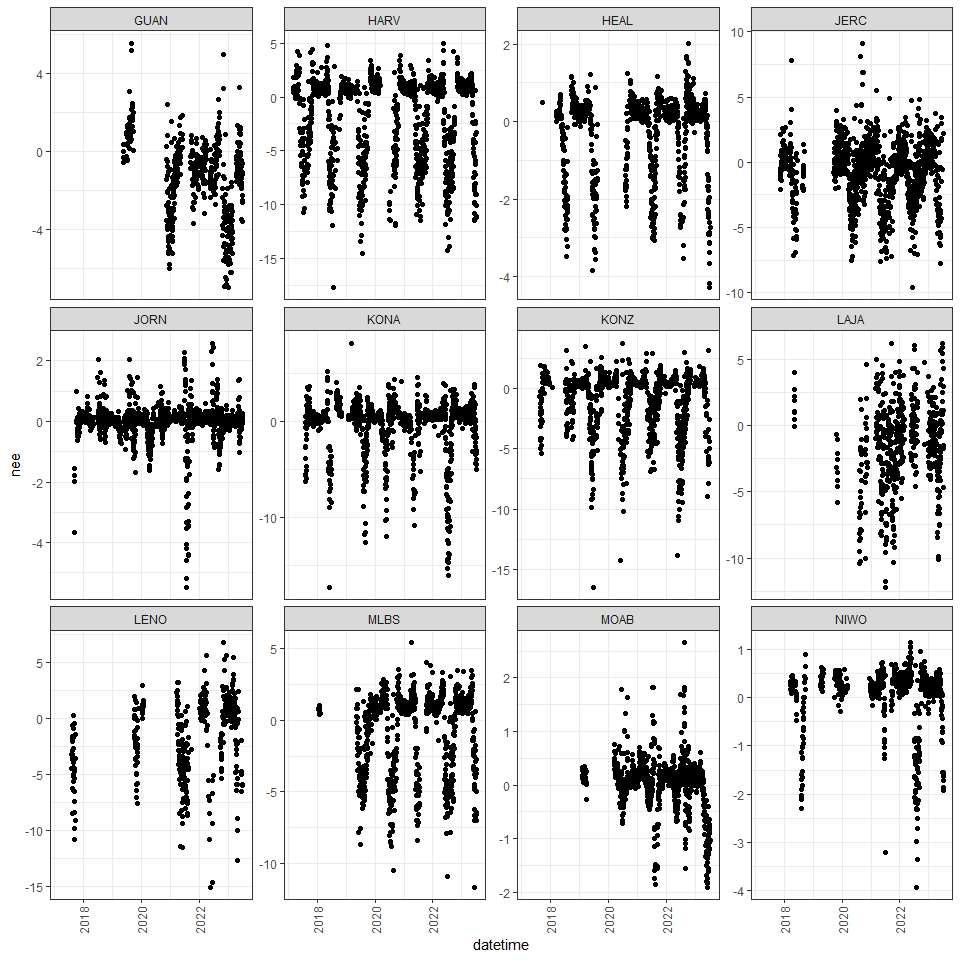 GUAN HARV HEAL JERC
4 0 -4
5 0 -5 -10 -15
2 0 -2 -4
10 5 0 -5 -10
JORN KONA KONZ LAJA
2 0 -2 -4
0 -10
0 -5 -10 -15
5 0 -5 -10
nee
LENO MLBS MOAB NIWO
5 0 -5 -10 -15
5 0 -5 -10
2 1 0 -1 -2
1 0 -1 -2 -3 -4
2018 2020 2022 2018 2020 2022 2018 2020 2022 2018 2020 2022
datetime